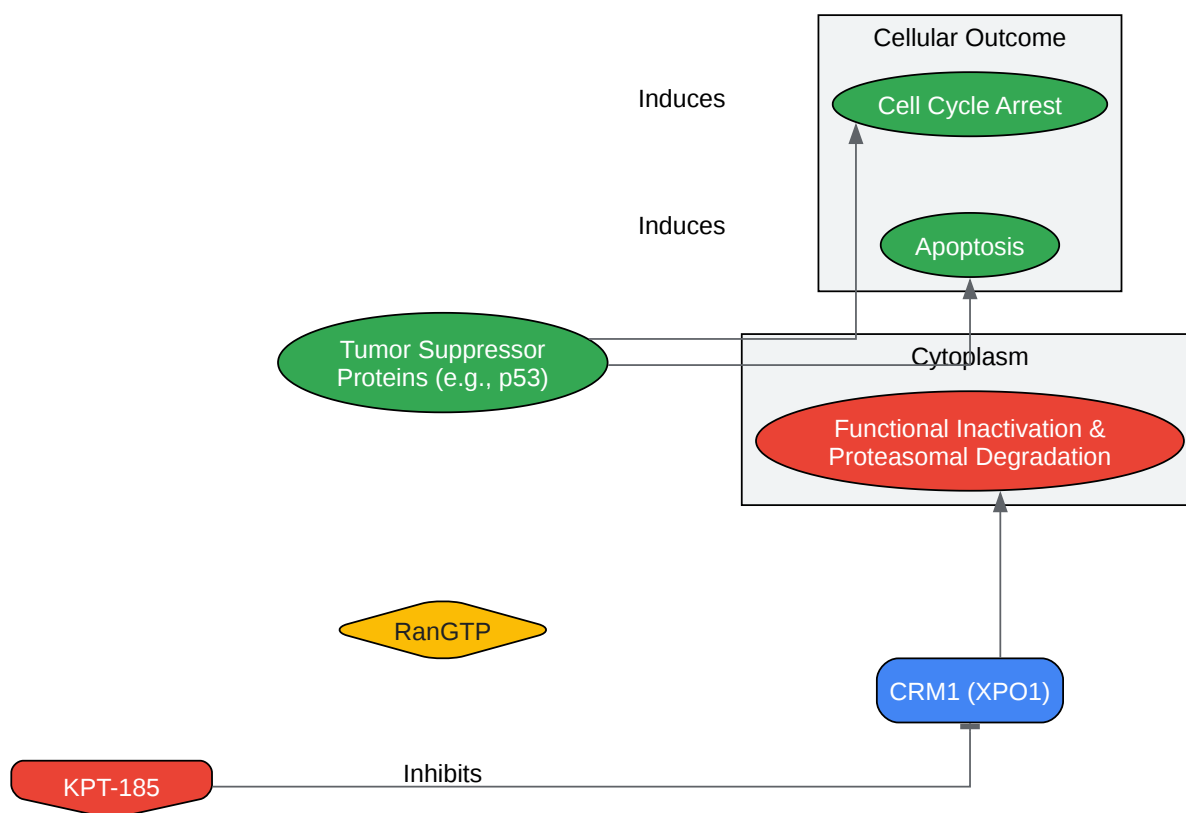 Cellular Outcome
Induces
Cell Cycle Arrest
Induces
Apoptosis
Tumor Suppressor
Proteins (e.g., p53)
Cytoplasm
Functional Inactivation &
Proteasomal Degradation
RanGTP
CRM1 (XPO1)
Inhibits
KPT-185